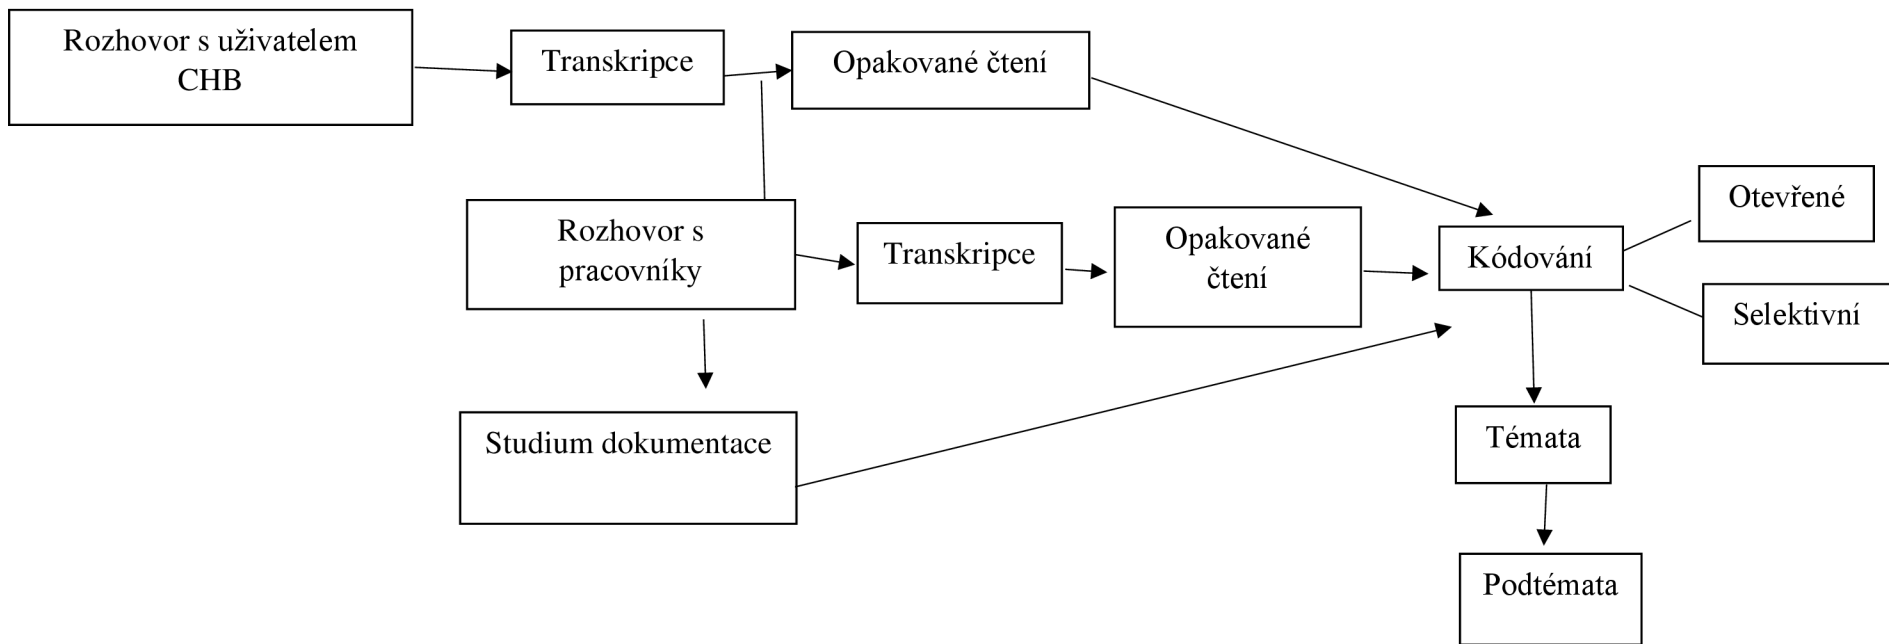 Rozhovor s uživatelem
CHB
Transkripce
Opakované čtení
Rozhovor s
pracovníky
Transkripce
Opakované
čtení
Kódování
Otevřené
Selektivní
Studium dokumentace
Témata
Podtémata